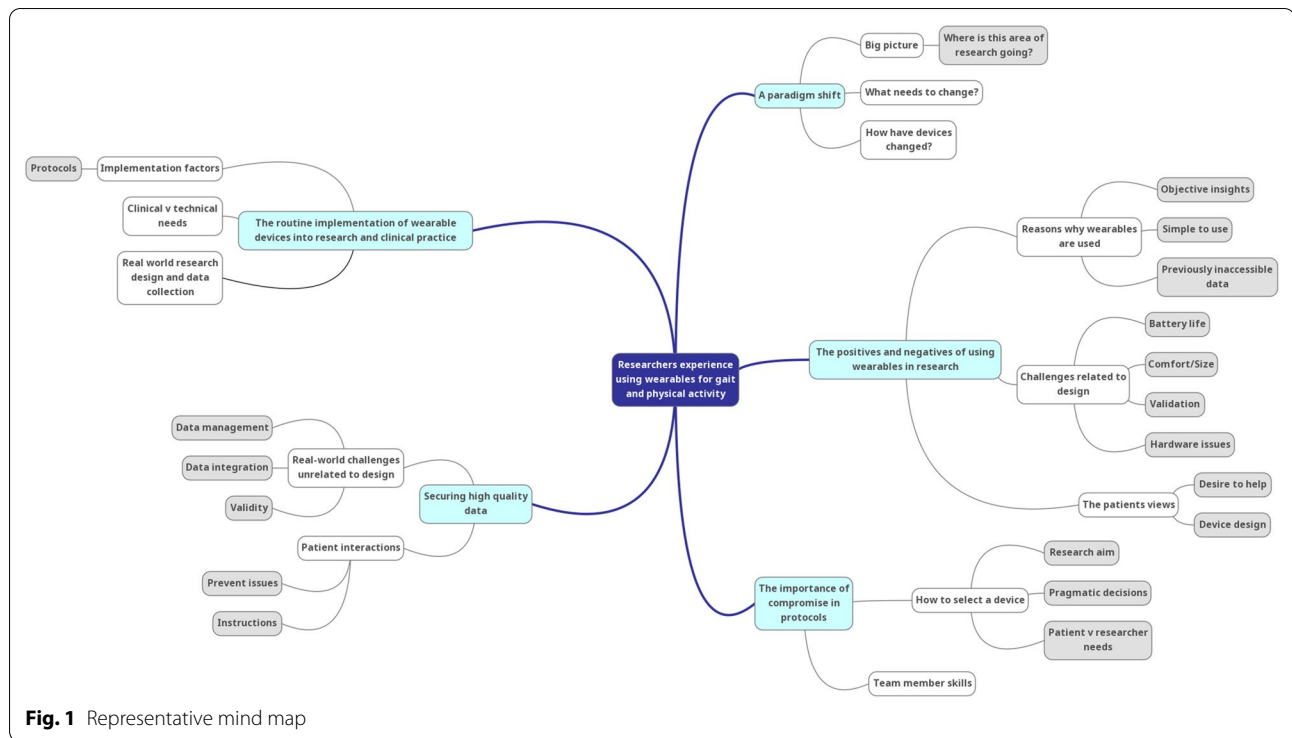 Researchers experience
using wearables for gait
and physical activity
A paradigm shift
Big picture
Where is this area of
research going?
What needs to change?
How have devices
changed?
The positives and negatives of using
wearables in research
Reasons why wearables
are used
Objective insights
Simple to use
Previously inaccessible
data
Challenges related to
design
Battery life
Comfort/Size
Validation
Hardware issues
The patients views
Desire to help
Device design
The importance of
compromise in
protocols
How to select a device
Research aim
Pragmatic decisions
Patient v researcher
needs
Team member skills
The routine implementation of wearable
devices into research and clinical practice
Implementation factors
Protocols
Clinical v technical
needs
Real world research
design and data
collection
Securing high quality
data
Real-world challenges
unrelated to design
Data management
Data integration
Validity
Patient interactions
Prevent issues
Instructions
Fig. 1 Representative mind map